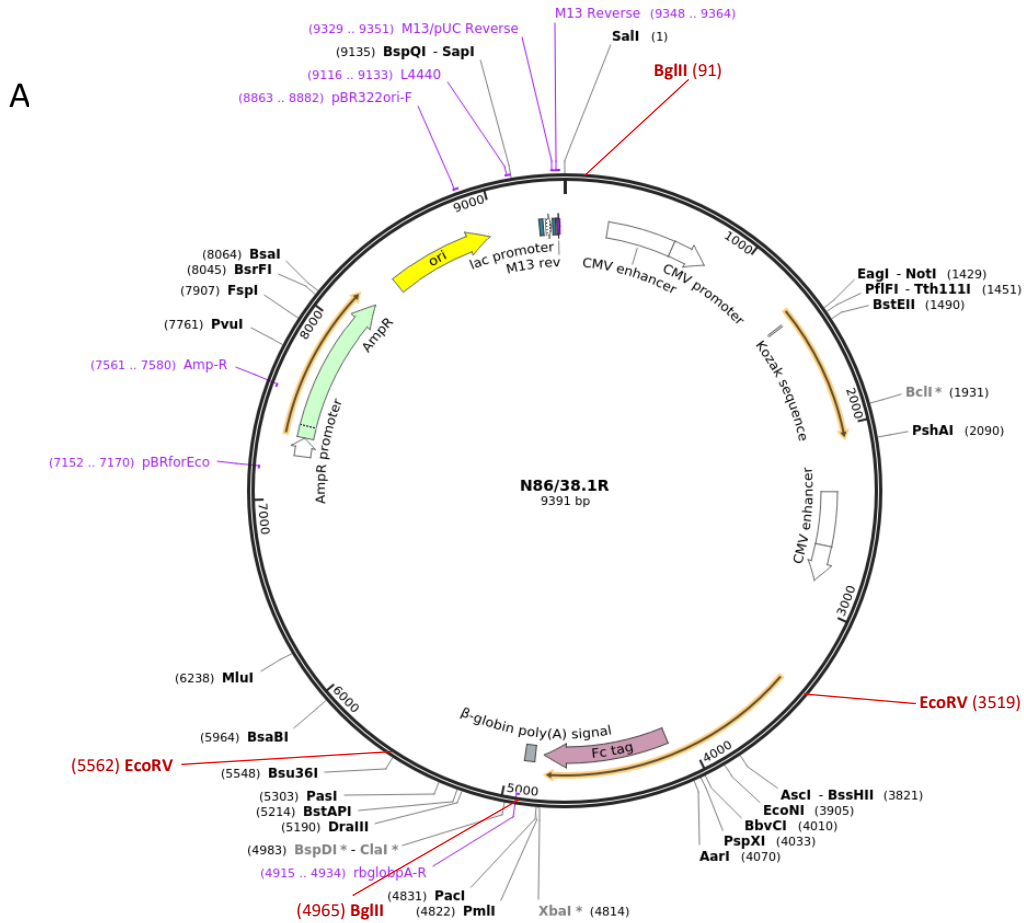 A
(9348 .. 9364) M13 Reverse
(9329 .. 9351) M13/pUC Reverse
(9135) BspQI - SapI
(9116 .. 9133) L4440
(8863 .. 8882) pBR322ori-F
SalI (1)
BglII (91)
9000
1000
ori
lac promoter
M13 rev
CMV enhancer
CMV promoter
(8064) BsaI
(8045) BsrFI
(7907) FspI
(7761) PvuI
(7561 .. 7580) Amp-R
(7152 .. 7170) pBRforEco
8000
AmpR
AmpR promoter
7000
EagI - NotI (1429)
PflFI - Tth111I (1451)
BstEII (1490)
Kozak sequence
2000
BclI * (1931)
PshAI (2090)
N86/38.1R
9391 bp
CMV enhancer
3000
EcoRV (3519)
(6238) MluI
6000
(5964) BsaBI
(5562) EcoRV
β-globin poly(A) signal
Fc tag
4000
5000
(5548) Bsu36I
(5303) PasI
(5214) BstAPI
(5190) DraIII
(4983) BspDI * - ClaI *
(4915 .. 4934) rbglobpA-R
(4831) PacI
(4965) BglII
(4822) PmlI
XbaI * (4814)
AscI - BssHII (3821)
EcoNI (3905)
BbvCI (4010)
PspXI (4033)
AarI (4070)